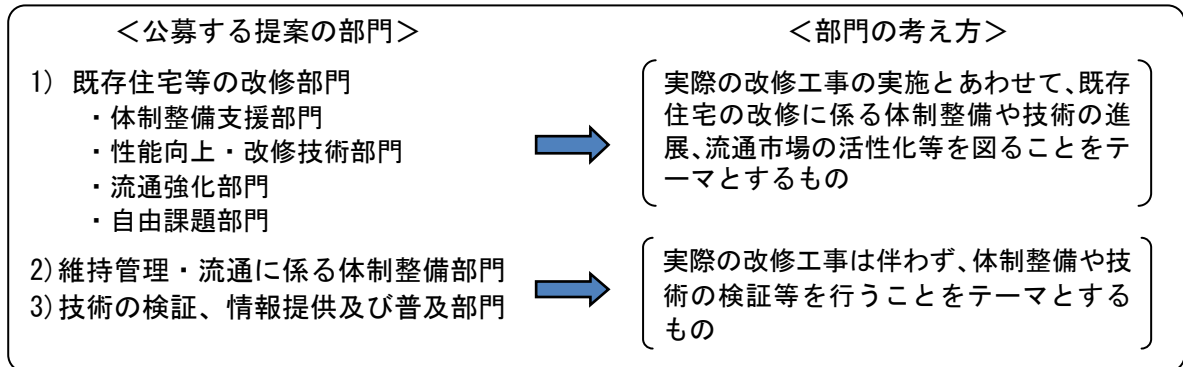 ＜公募する提案の部門＞
1) 既存住宅等の改修部門
・体制整備支援部門
・性能向上・改修技術部門
・流通強化部門
・自由課題部門
2)維持管理・流通に係る体制整備部門
3)技術の検証、情報提供及び普及部門
＜部門の考え方＞
実際の改修工事の実施とあわせて、既存
住宅の改修に係る体制整備や技術の進
展、流通市場の活性化等を図ることをテ
ーマとするもの
実際の改修工事は伴わず、体制整備や技
術の検証等を行うことをテーマとする
もの